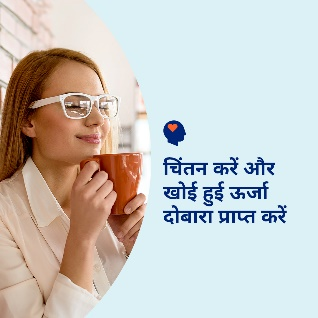 चिंतन करें और
खोई हुई ऊर्जा
दोबारा प्राप्त करें